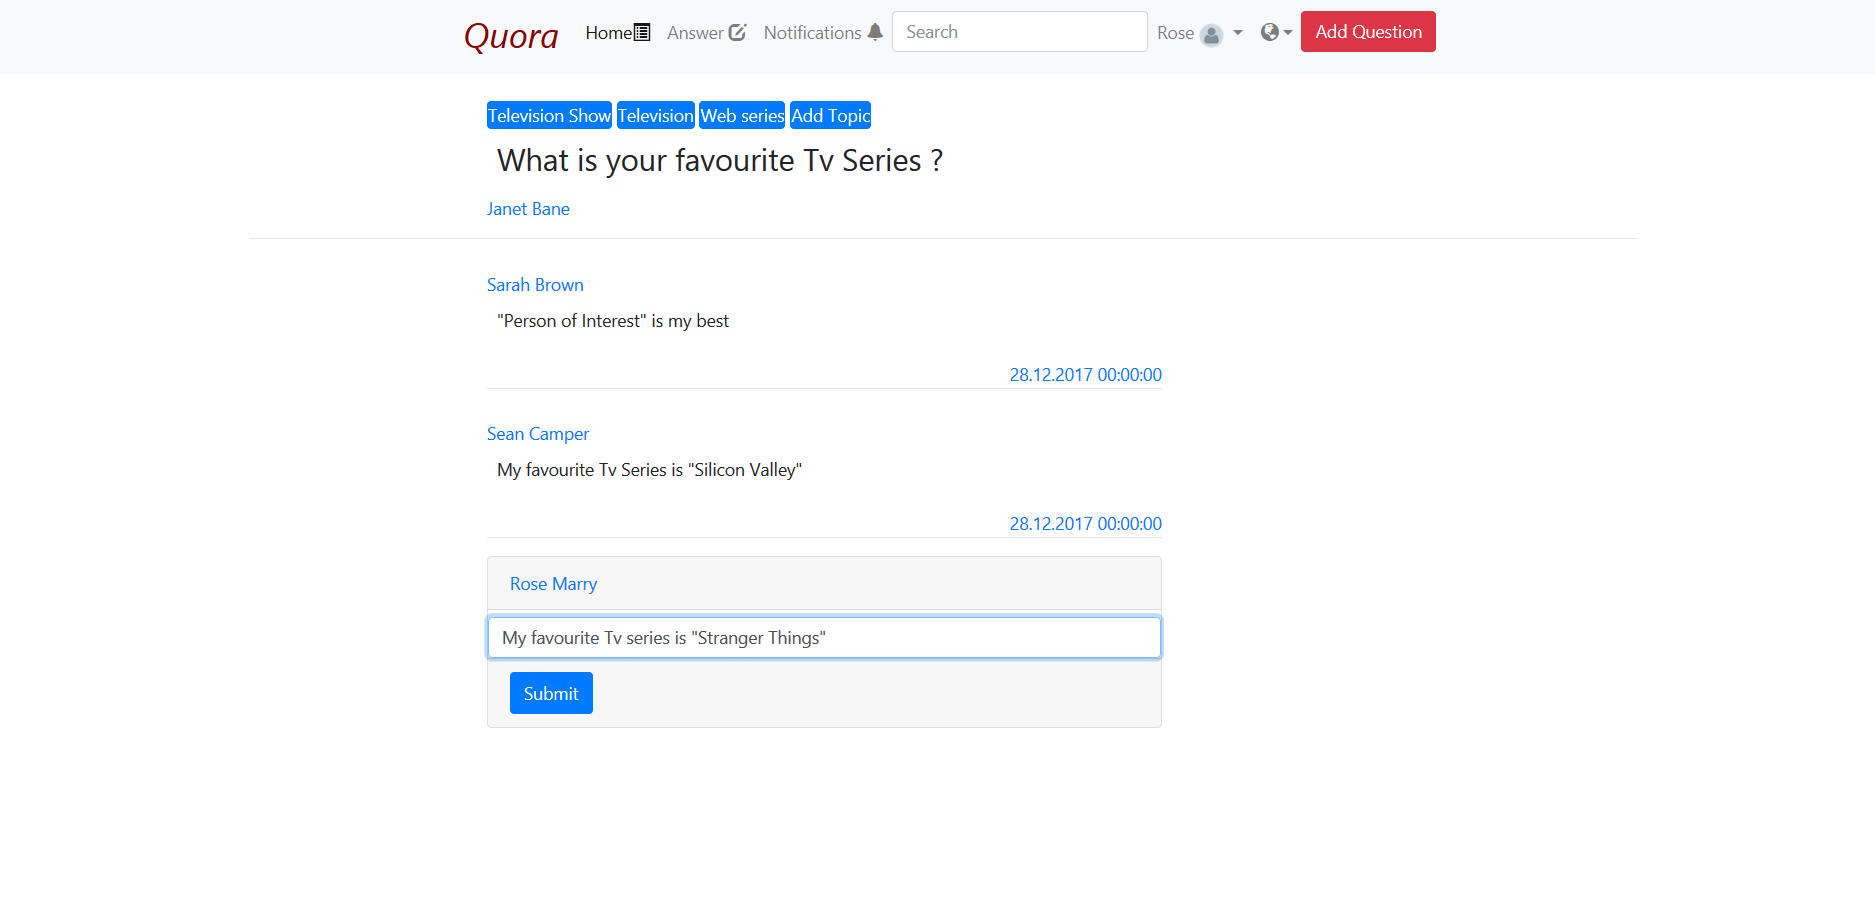 Quora Home Answer Notifications Search Rose Add Question
Television Show Television Web series Add Topic
What is your favourite Tv Series ?
Janet Bane
Sarah Brown
"Person of Interest" is my best
28.12.2017 00:00:00
Sean Camper
My favourite Tv Series is "Silicon Valley"
28.12.2017 00:00:00
Rose Marry
My favourite Tv series is "Stranger Things"
Submit